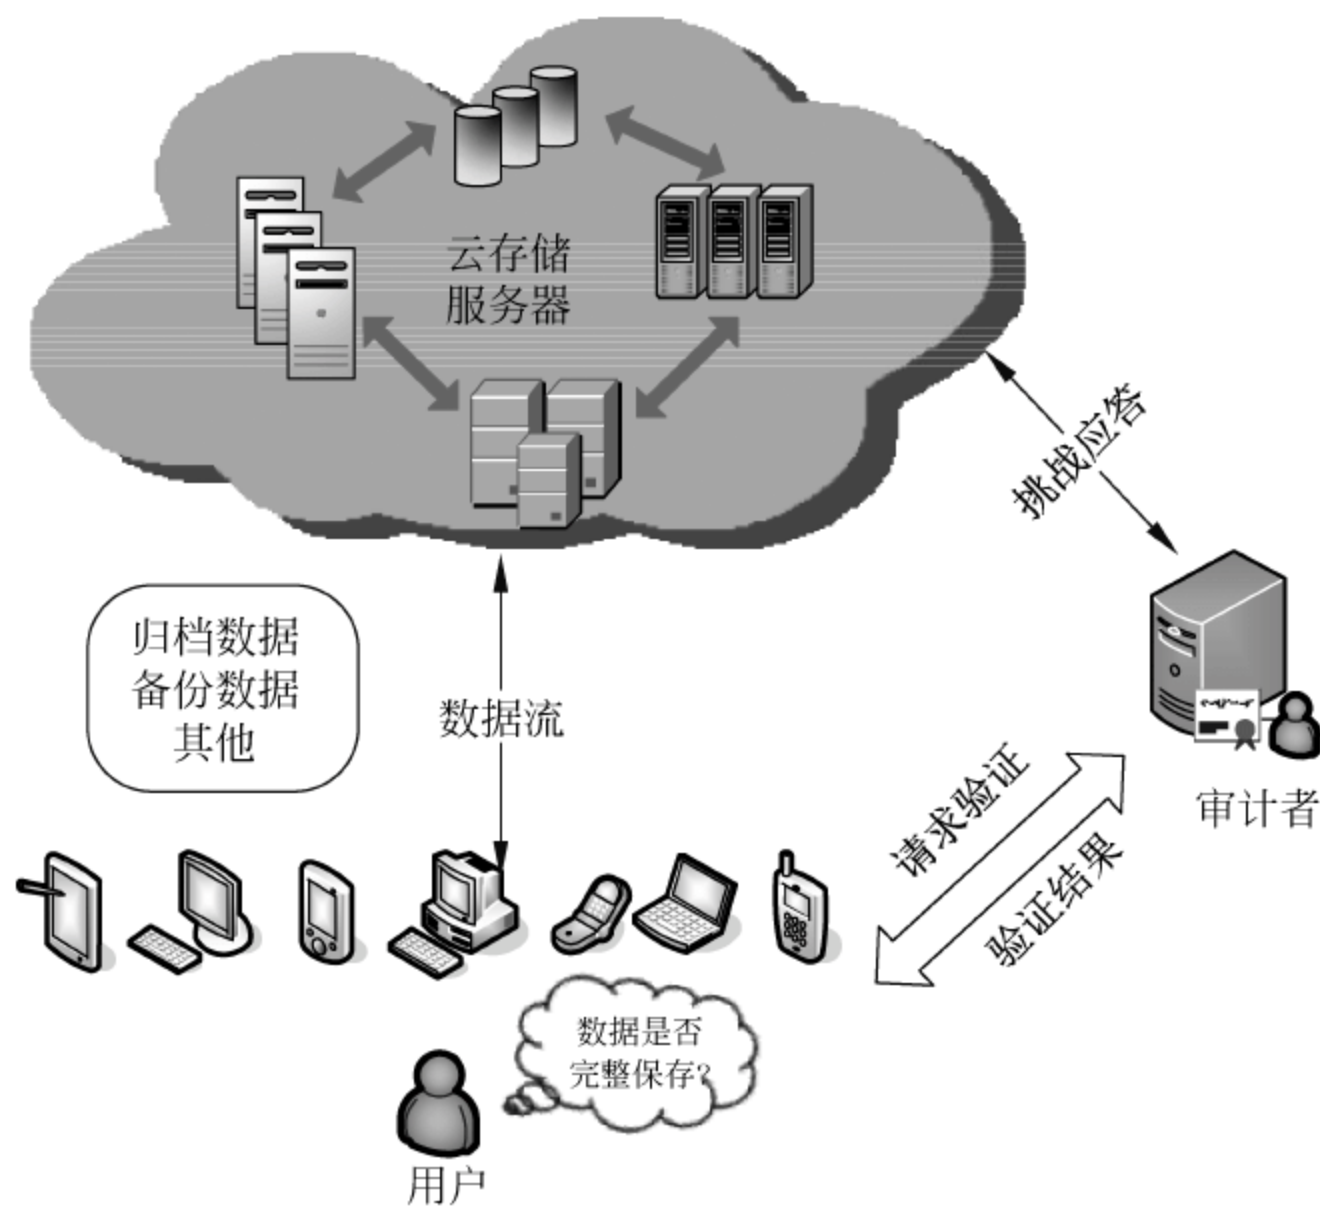 云存储
服务器
挑战应答
归档数据
备份数据
其他
数据流
请求验证
验证结果
审计者
数据是否
完整保存?
用户